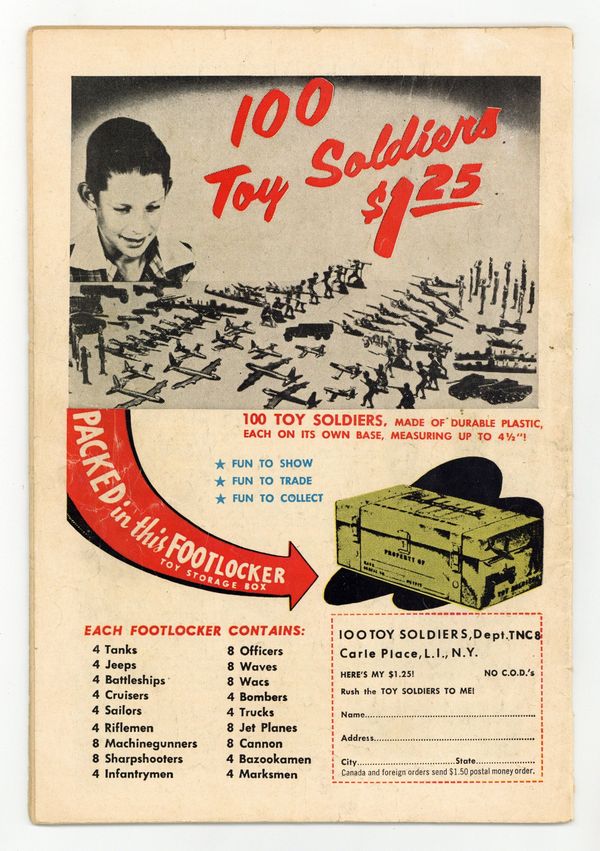 100
Toy Soldiers
$1.25
100 TOY SOLDIERS, MADE OF DURABLE PLASTIC,
EACH ON ITS OWN BASE, MEASURING UP TO 4½"!
★ FUN TO SHOW
★ FUN TO TRADE
★ FUN TO COLLECT
PACKED in this FOOTLOCKER
TOY STORAGE BOX
PROPERTY OF
TOY SOLDIERS
EACH FOOTLOCKER CONTAINS:
4 Tanks
4 Jeeps
4 Battleships
4 Cruisers
4 Sailors
4 Riflemen
8 Machinegunners
8 Sharpshooters
4 Infantrymen
8 Officers
8 Waves
8 Wacs
4 Bombers
4 Trucks
8 Jet Planes
8 Cannon
4 Bazookamen
4 Marksmen
100 TOY SOLDIERS, Dept. TNC8
Carle Place, L.I., N.Y.
HERE'S MY $1.25! NO C.O.D.'s
Rush the TOY SOLDIERS TO ME!
Name
Address
City State
Canada and foreign orders send $1.50 postal money order.